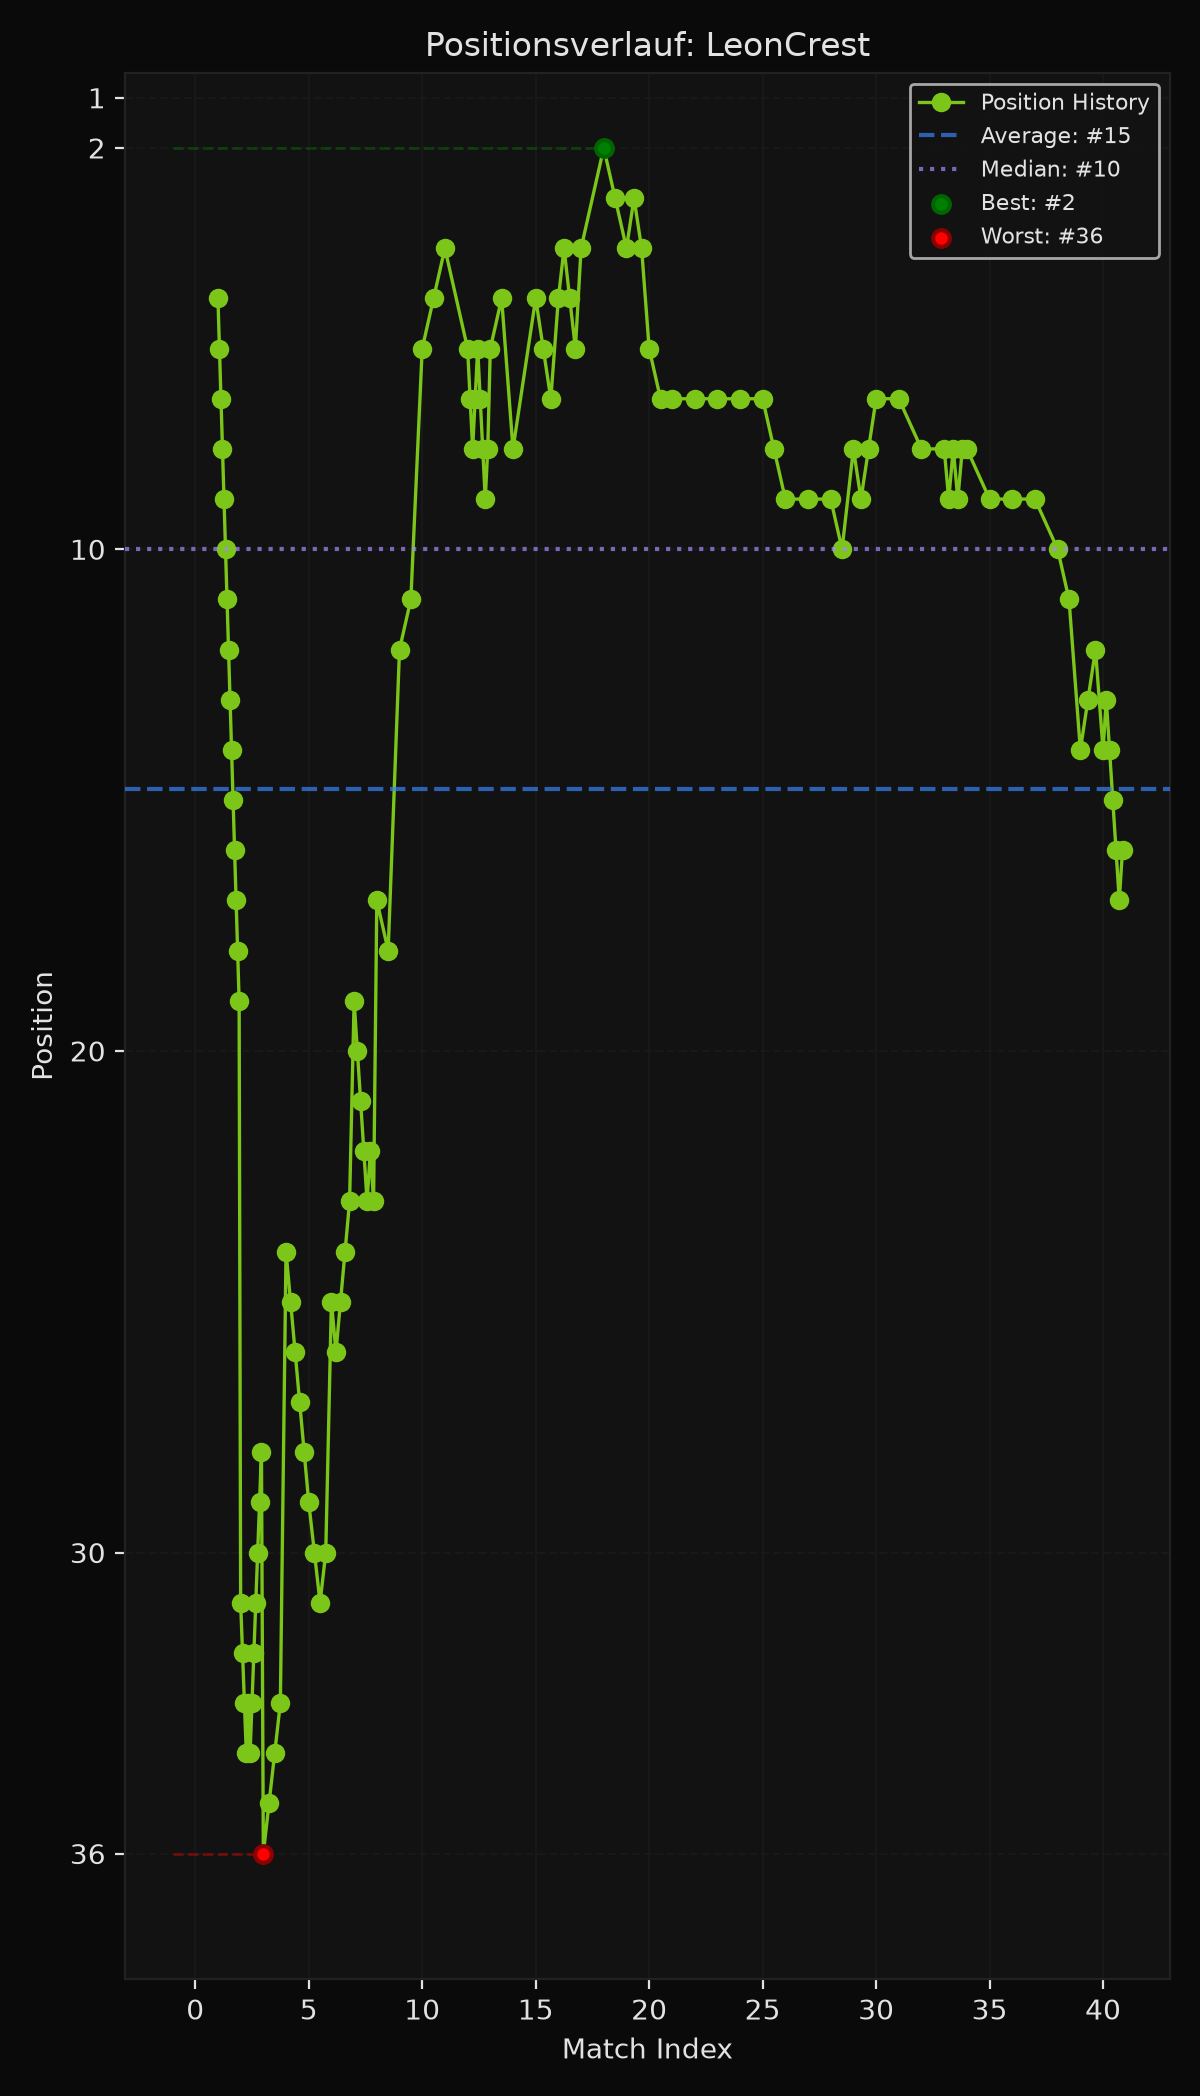 Positionsverlauf: LeonCrest
Position History
Average: #15
Median: #10
Best: #2
Worst: #36
Position
1
2
10
20
30
36
0 5 10 15 20 25 30 35 40
Match Index